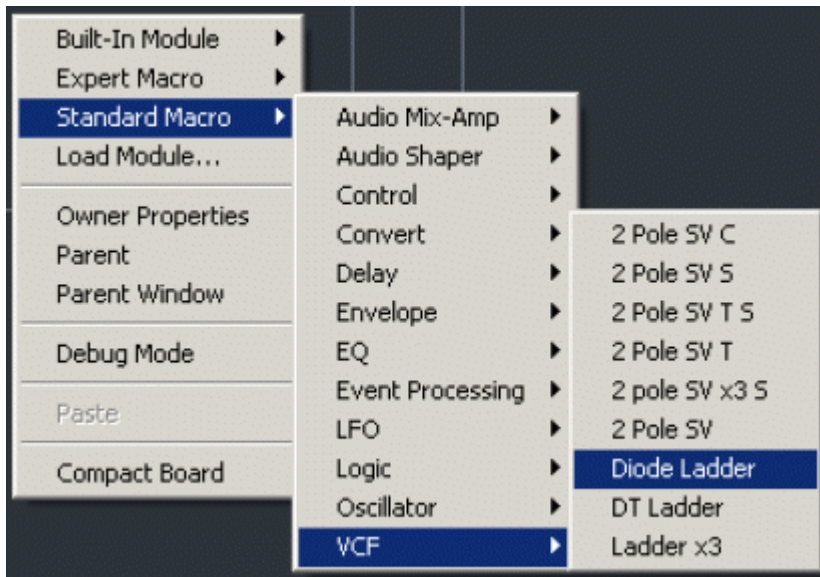 Built-In Module
Expert Macro
Standard Macro
Load Module...
Owner Properties
Parent
Parent Window
Debug Mode
Paste
Compact Board
Audio Mix-Amp
Audio Shaper
Control
Convert
Delay
Envelope
EQ
Event Processing
LFO
Logic
Oscillator
VCF
2 Pole SV C
2 Pole SV S
2 Pole SV T S
2 Pole SV T
2 pole SV x3 S
2 Pole SV
Diode Ladder
DT Ladder
Ladder x3